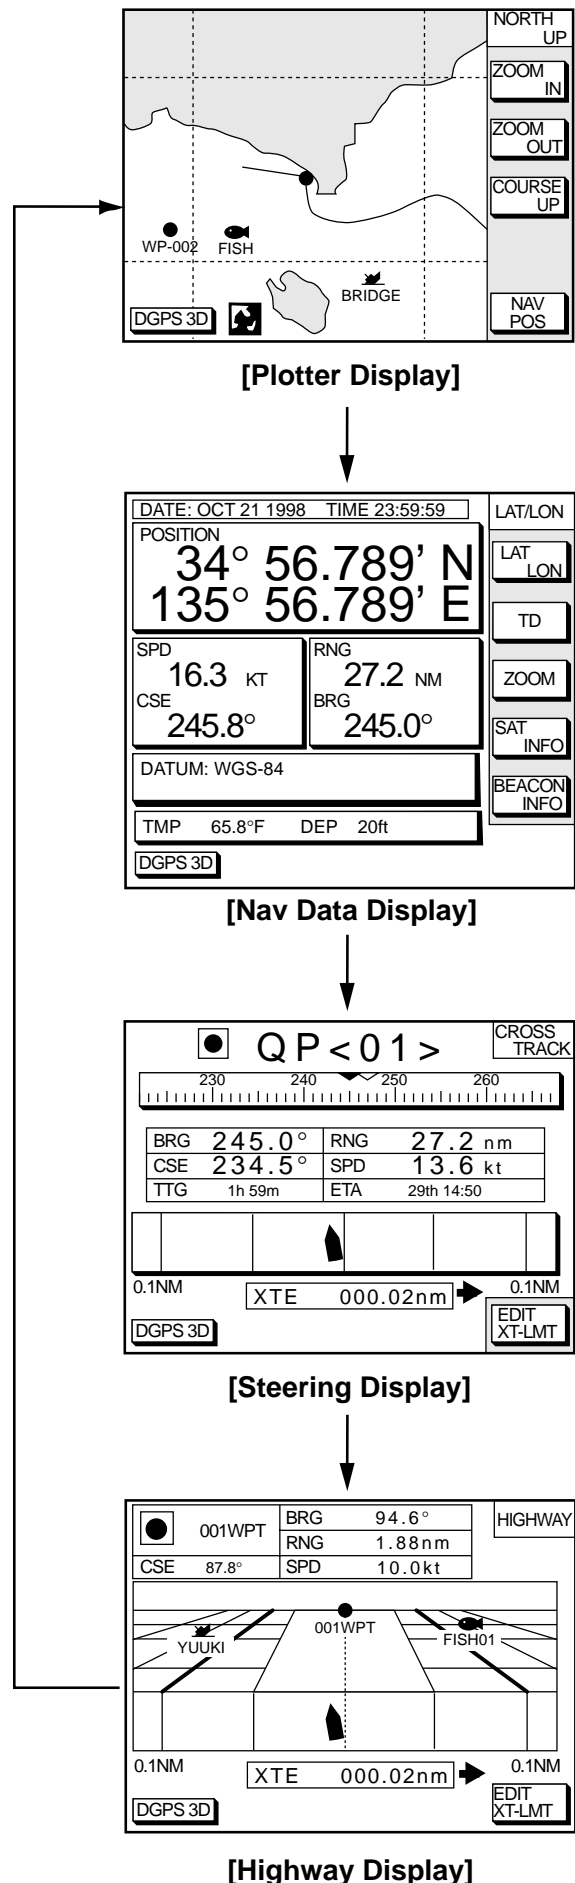 NORTH
UP
ZOOM
IN
ZOOM
OUT
COURSE
UP
WP-002
FISH
BRIDGE
DGPS 3D
NAV
POS
[Plotter Display]
DATE: OCT 21 1998 TIME 23:59:59
LAT/LON
POSITION
34° 56.789’ N
135° 56.789’ E
LAT
LON
TD
SPD
16.3 KT
CSE
245.8°
RNG
27.2 NM
BRG
245.0°
ZOOM
SAT
INFO
DATUM: WGS-84
BEACON
INFO
TMP 65.8°F DEP 20ft
DGPS 3D
[Nav Data Display]
QP<01>
CROSS
TRACK
230 240 250 260
BRG 245.0° RNG 27.2 nm
CSE 234.5° SPD 13.6 kt
TTG 1h 59m ETA 29th 14:50
0.1NM 0.1NM
XTE 000.02nm
DGPS 3D
EDIT
XT-LMT
[Steering Display]
001WPT
BRG 94.6°
RNG 1.88nm
CSE 87.8° SPD 10.0kt
HIGHWAY
001WPT
YUUKI
FISH01
0.1NM 0.1NM
XTE 000.02nm
DGPS 3D
EDIT
XT-LMT
[Highway Display]